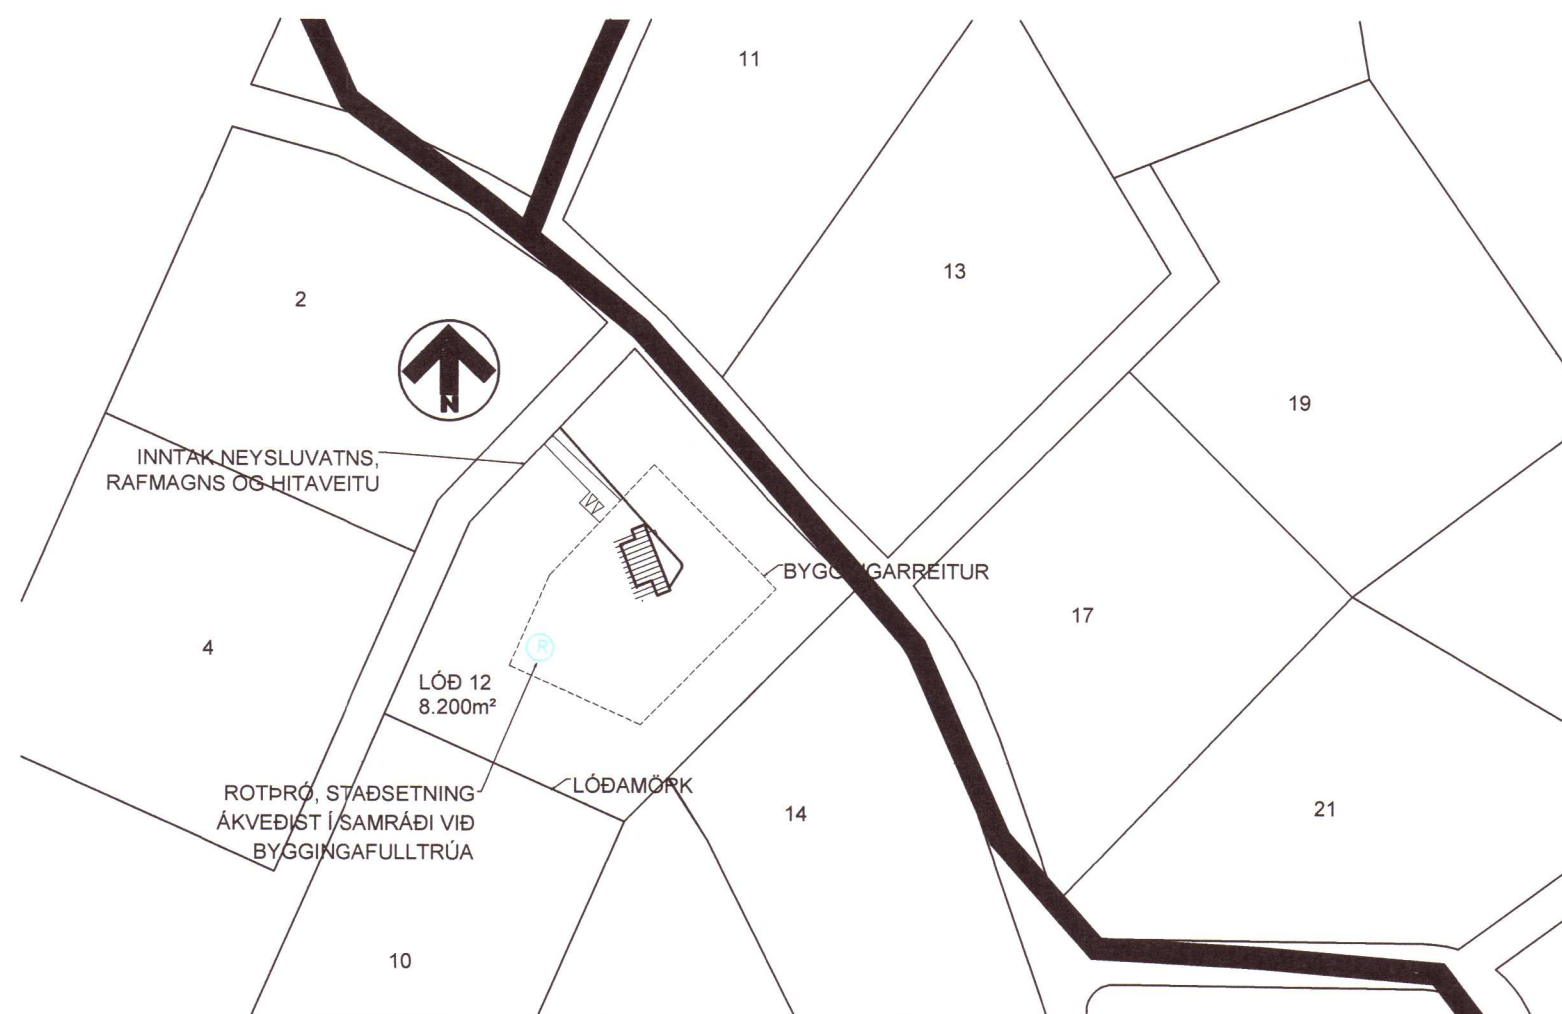 11
13
2
19
N
INNTAK NEYSLUVATNS,
RAFMAGNS OG HITAVEITU
BYGGINGARREITUR
17
4
R
LÓÐ 12
8.200m²
LÓÐAMÖRK
ROTÞRÓ, STAÐSETNING
ÁKVEÐIST Í SAMRÁÐI VIÐ
BYGGINGAFULLTRÚA
14
21
10